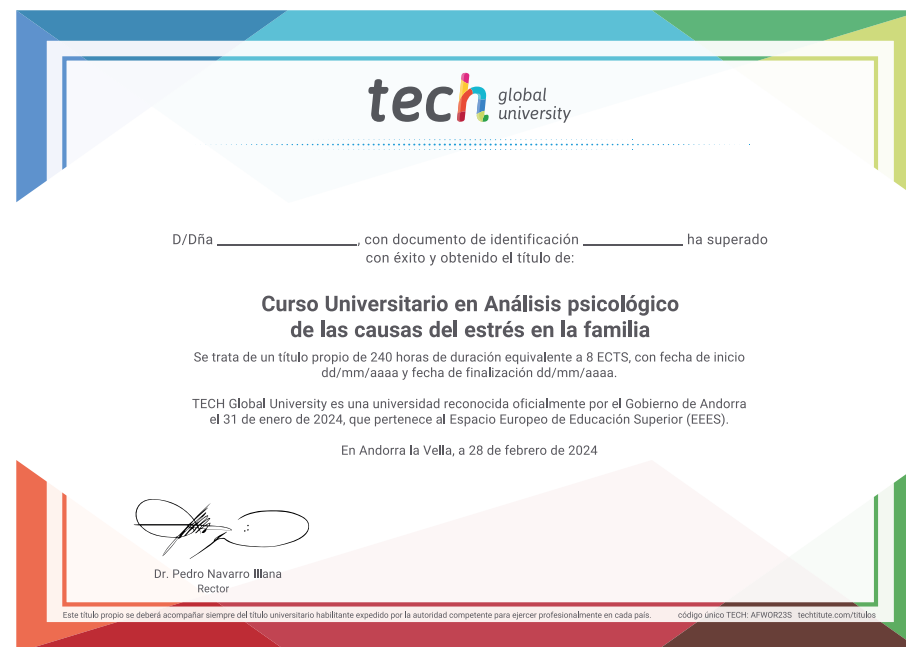 tech global university
D/Dña ____________________, con documento de identificación ______________ ha superado
con éxito y obtenido el título de:
Curso Universitario en Análisis psicológico
de las causas del estrés en la familia
Se trata de un título propio de 240 horas de duración equivalente a 8 ECTS, con fecha de inicio
dd/mm/aaaa y fecha de finalización dd/mm/aaaa.
TECH Global University es una universidad reconocida oficialmente por el Gobierno de Andorra
el 31 de enero de 2024, que pertenece al Espacio Europeo de Educación Superior (EEES).
En Andorra la Vella, a 28 de febrero de 2024
Dr. Pedro Navarro Illana
Rector
Este título propio se deberá acompañar siempre del título universitario habilitante expedido por la autoridad competente para ejercer profesionalmente en cada país. código único TECH: AFWOR23S techtitute.com/titulos